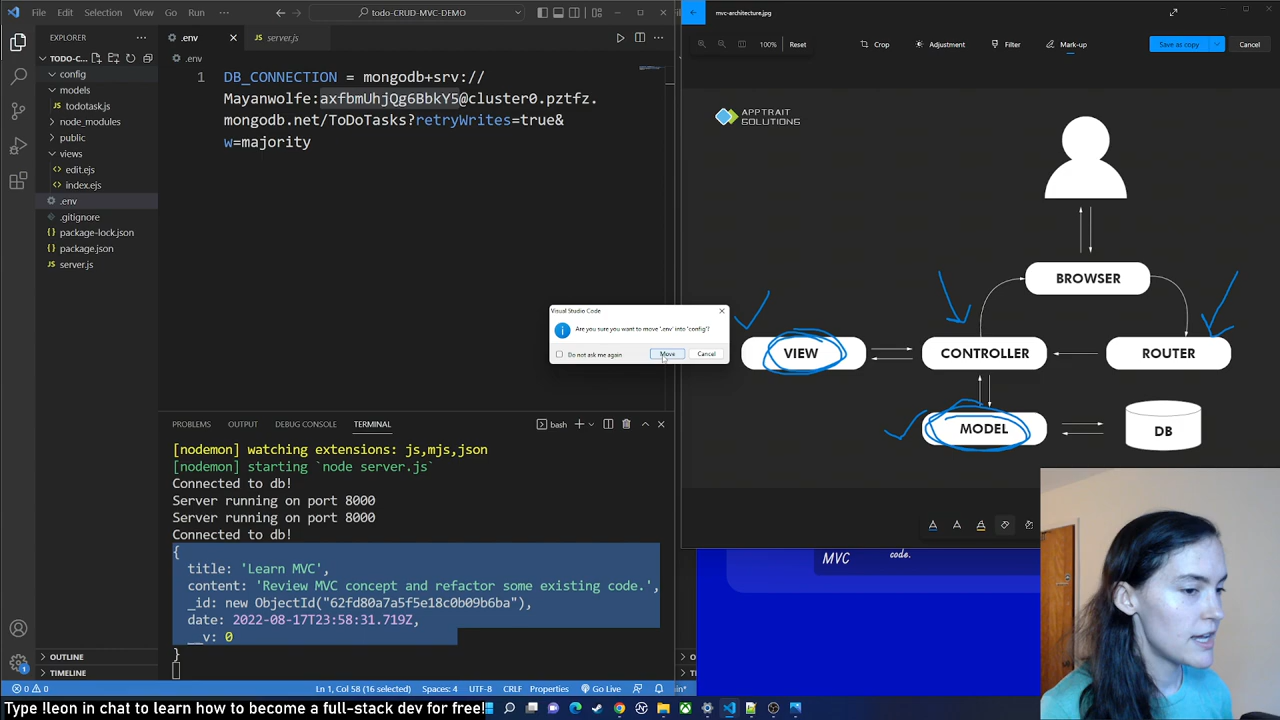 File Edit Selection View Go Run ···
todo-CRUD-MVC-DEMO
EXPLORER
TODO-C...
config
models
todotask.js
node_modules
public
views
edit.ejs
index.ejs
.env
.gitignore
package-lock.json
package.json
server.js
OUTLINE
TIMELINE
.env
server.js
.env
1 DB_CONNECTION = mongodb+srv://
Mayanwolfe:axfbmUhjQg6BbkY5@cluster0.pztfz.
mongodb.net/ToDoTasks?retryWrites=true&
w=majority
Visual Studio Code
Are you sure you want to move '.env' into 'config'?
Do not ask me again
Move
Cancel
PROBLEMS OUTPUT DEBUG CONSOLE TERMINAL
bash
[nodemon] watching extensions: js,mjs,json
[nodemon] starting `node server.js`
Connected to db!
Server running on port 8000
Server running on port 8000
Connected to db!
{
title: 'Learn MVC',
content: 'Review MVC concept and refactor some existing code.',
_id: new ObjectId("62fd80a7a5f5e18c0b09b6ba"),
date: 2022-08-17T23:58:31.719Z,
__v: 0
}
0 0 Ln 1, Col 58 (16 selected) Spaces: 4 UTF-8 CRLF Properties Go Live
mvc-architecture.jpg
100% Reset Crop Adjustment Filter Mark-up Save as copy Cancel
APPTRAIT
SOLUTIONS
BROWSER
VIEW
CONTROLLER
ROUTER
MODEL
DB
MVC
code.
Type !leon in chat to learn how to become a full-stack dev for free!